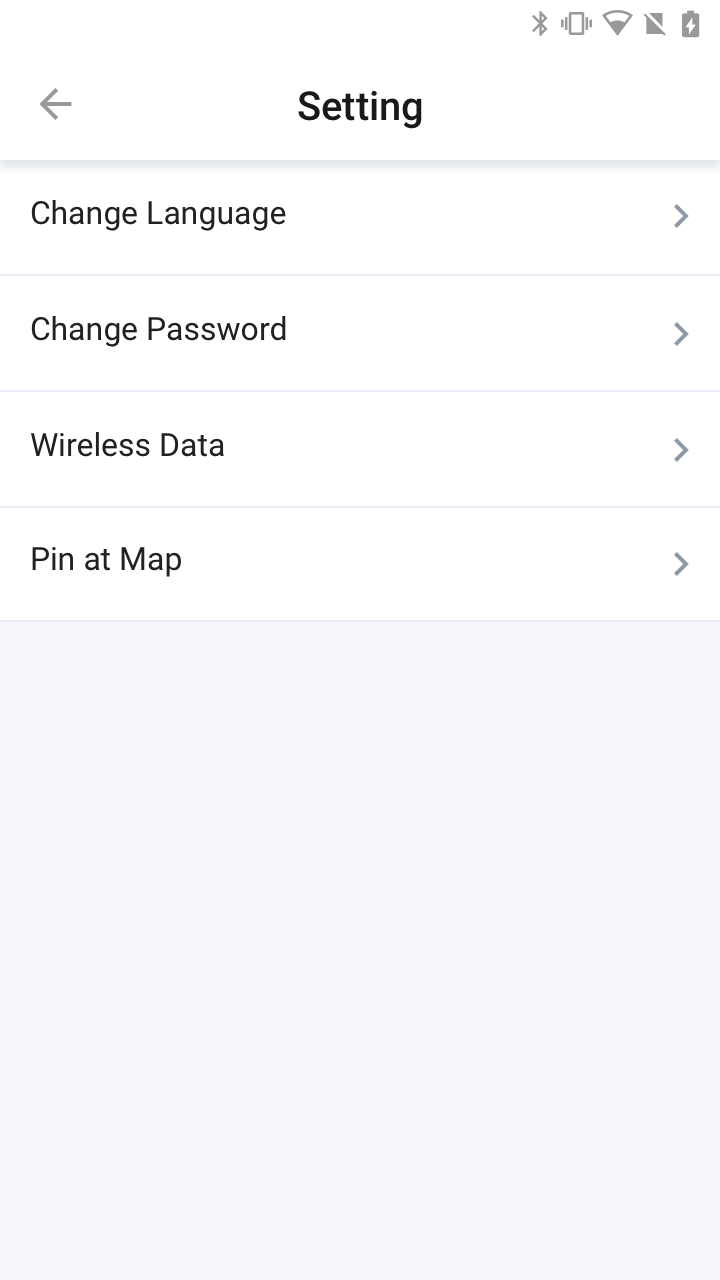 Setting
Change Language
Change Password
Wireless Data
Pin at Map